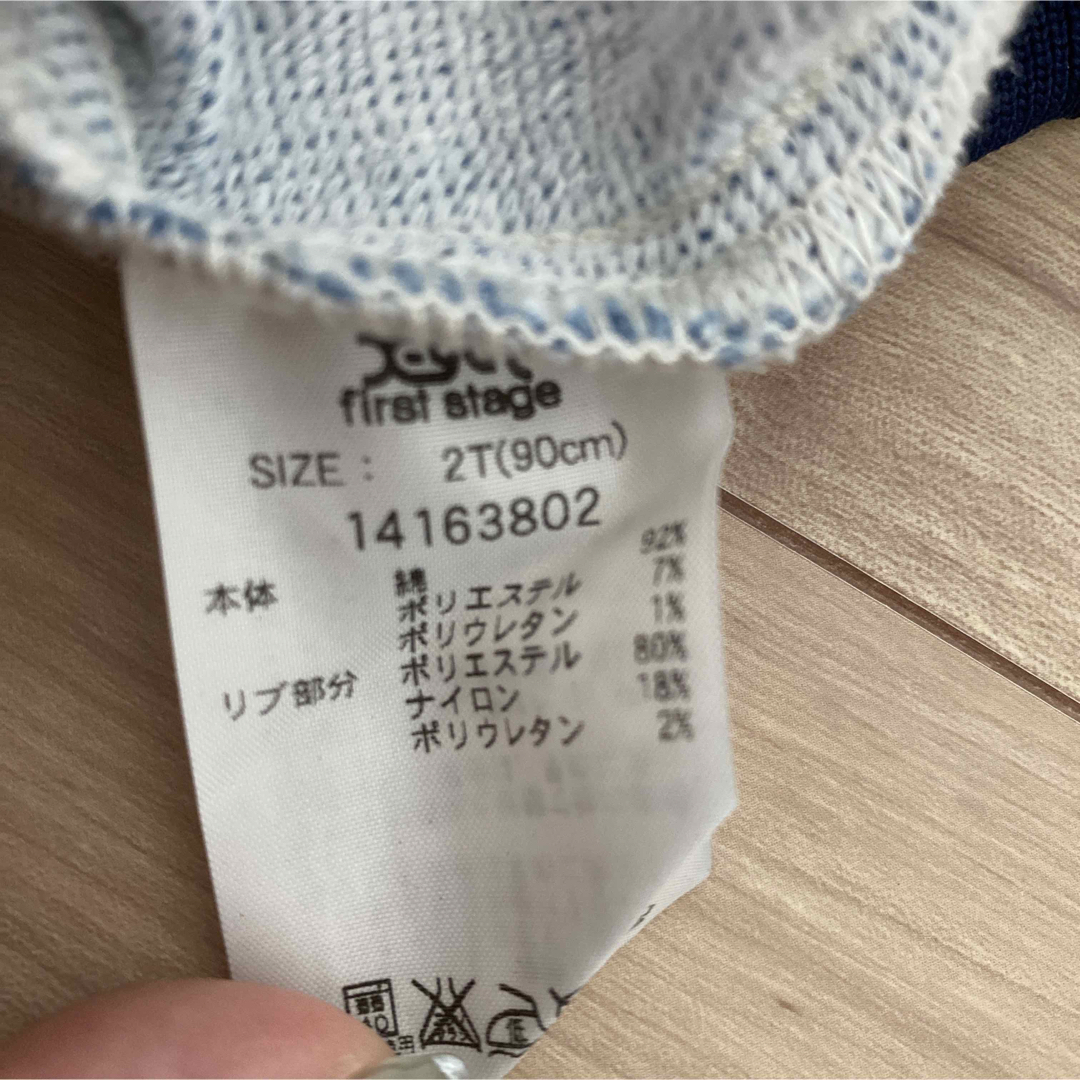 X-girl
first stage
SIZE : 2T(90cm)
14163802
本体 綿 92%
ポリエステル 7%
ポリウレタン 1%
リブ部分 ポリエステル 80%
ナイロン 18%
ポリウレタン 2%
低